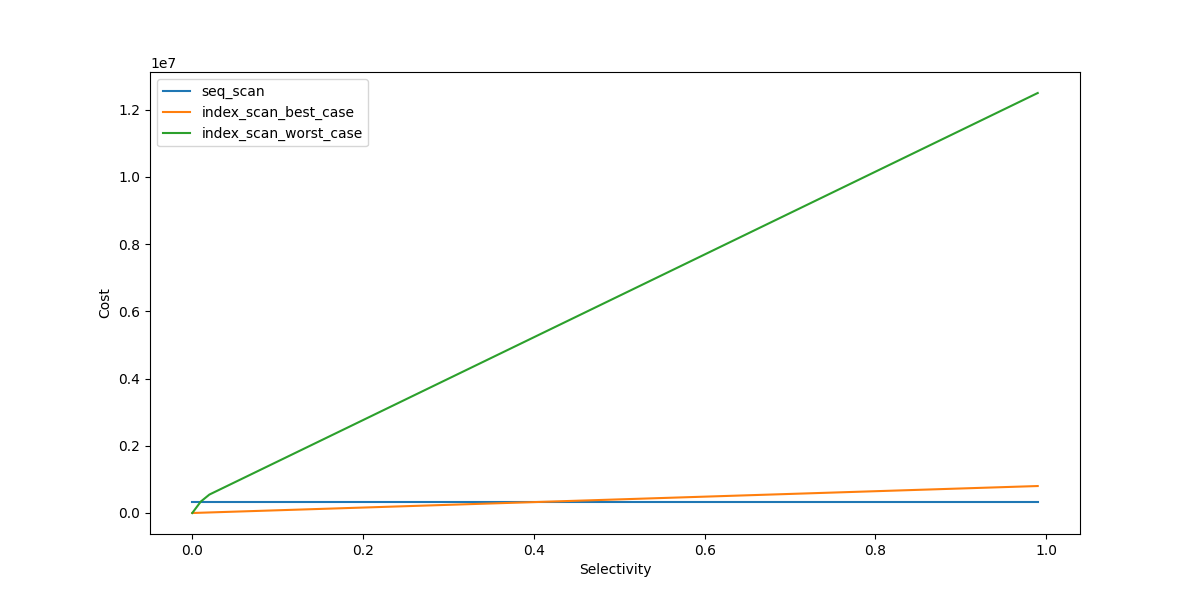 1e7
seq_scan
index_scan_best_case
index_scan_worst_case
1.2
1.0
0.8
0.6
0.4
0.2
0.0
Cost
0.0 0.2 0.4 0.6 0.8 1.0
Selectivity